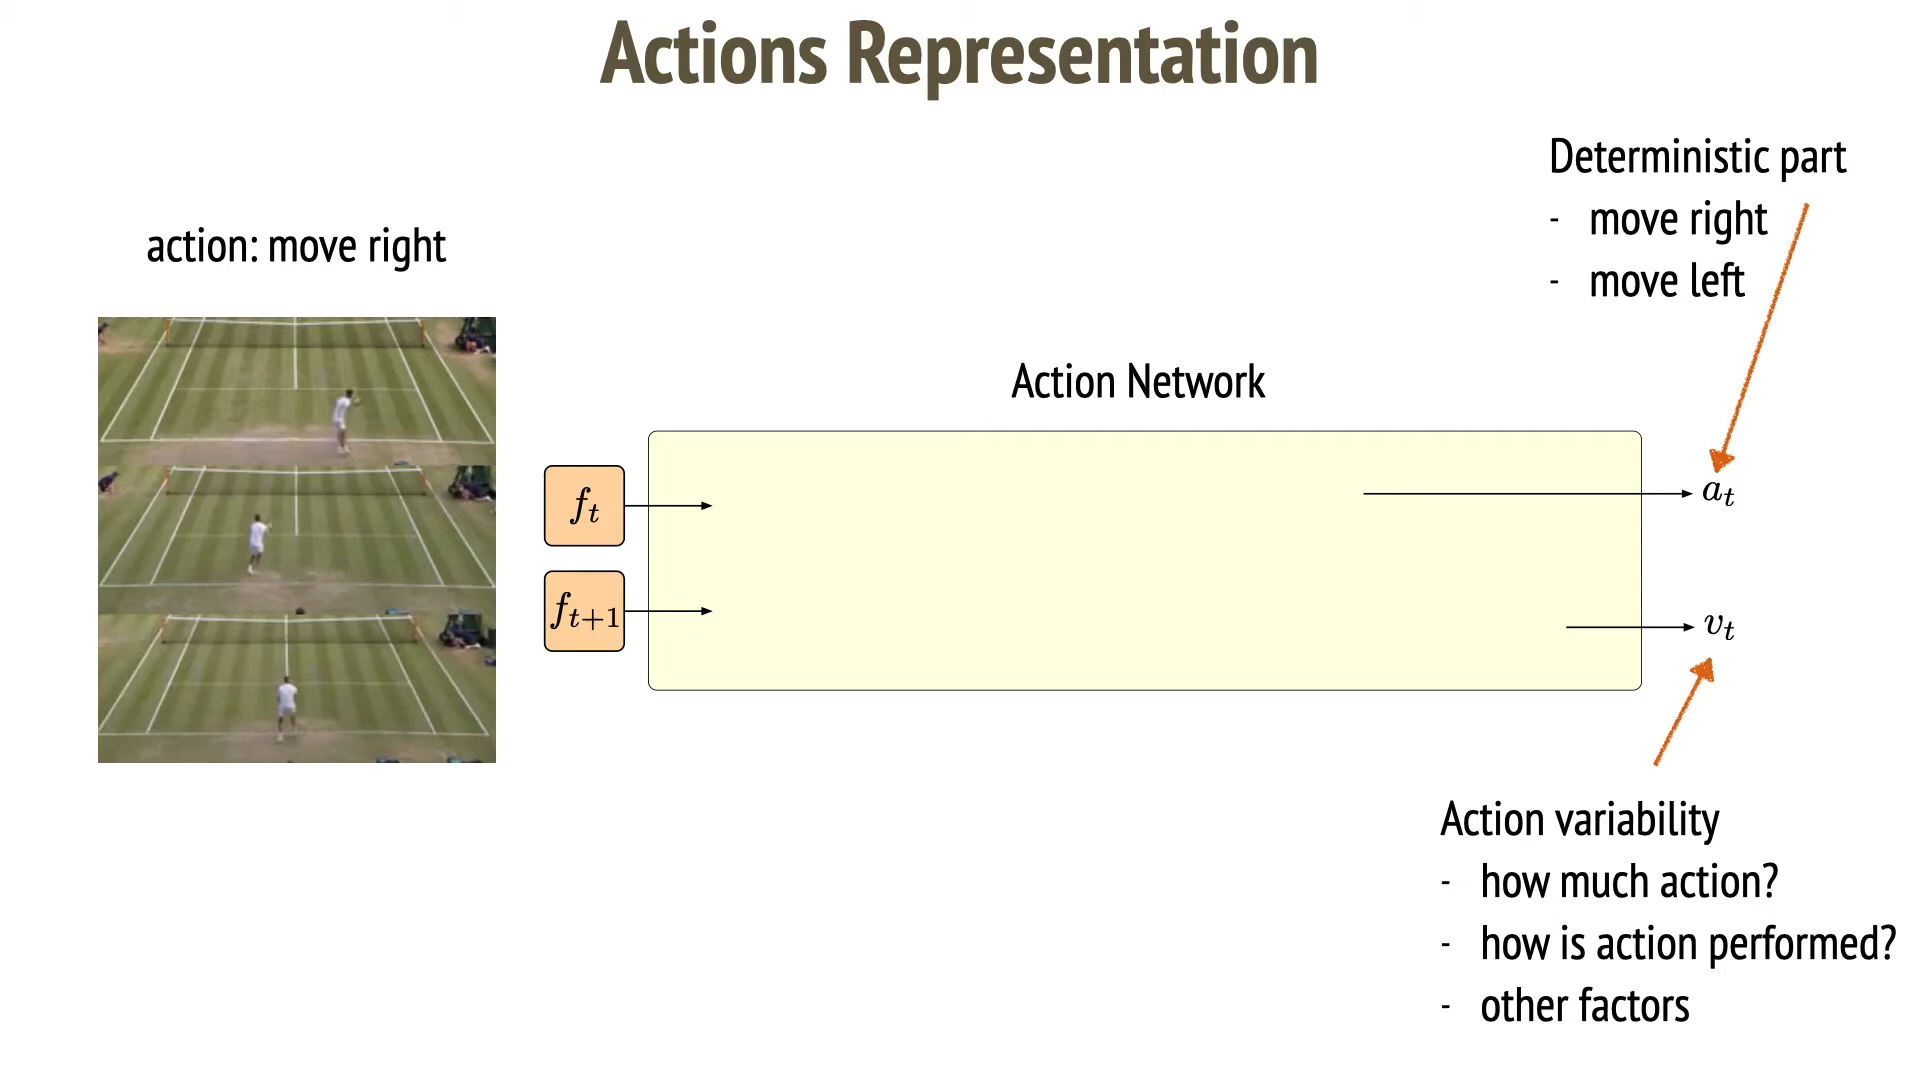 Actions Representation
action: move right
Deterministic part
- move right
- move left
Action Network
f_t
f_{t+1}
a_t
v_t
Action variability
- how much action?
- how is action performed?
- other factors